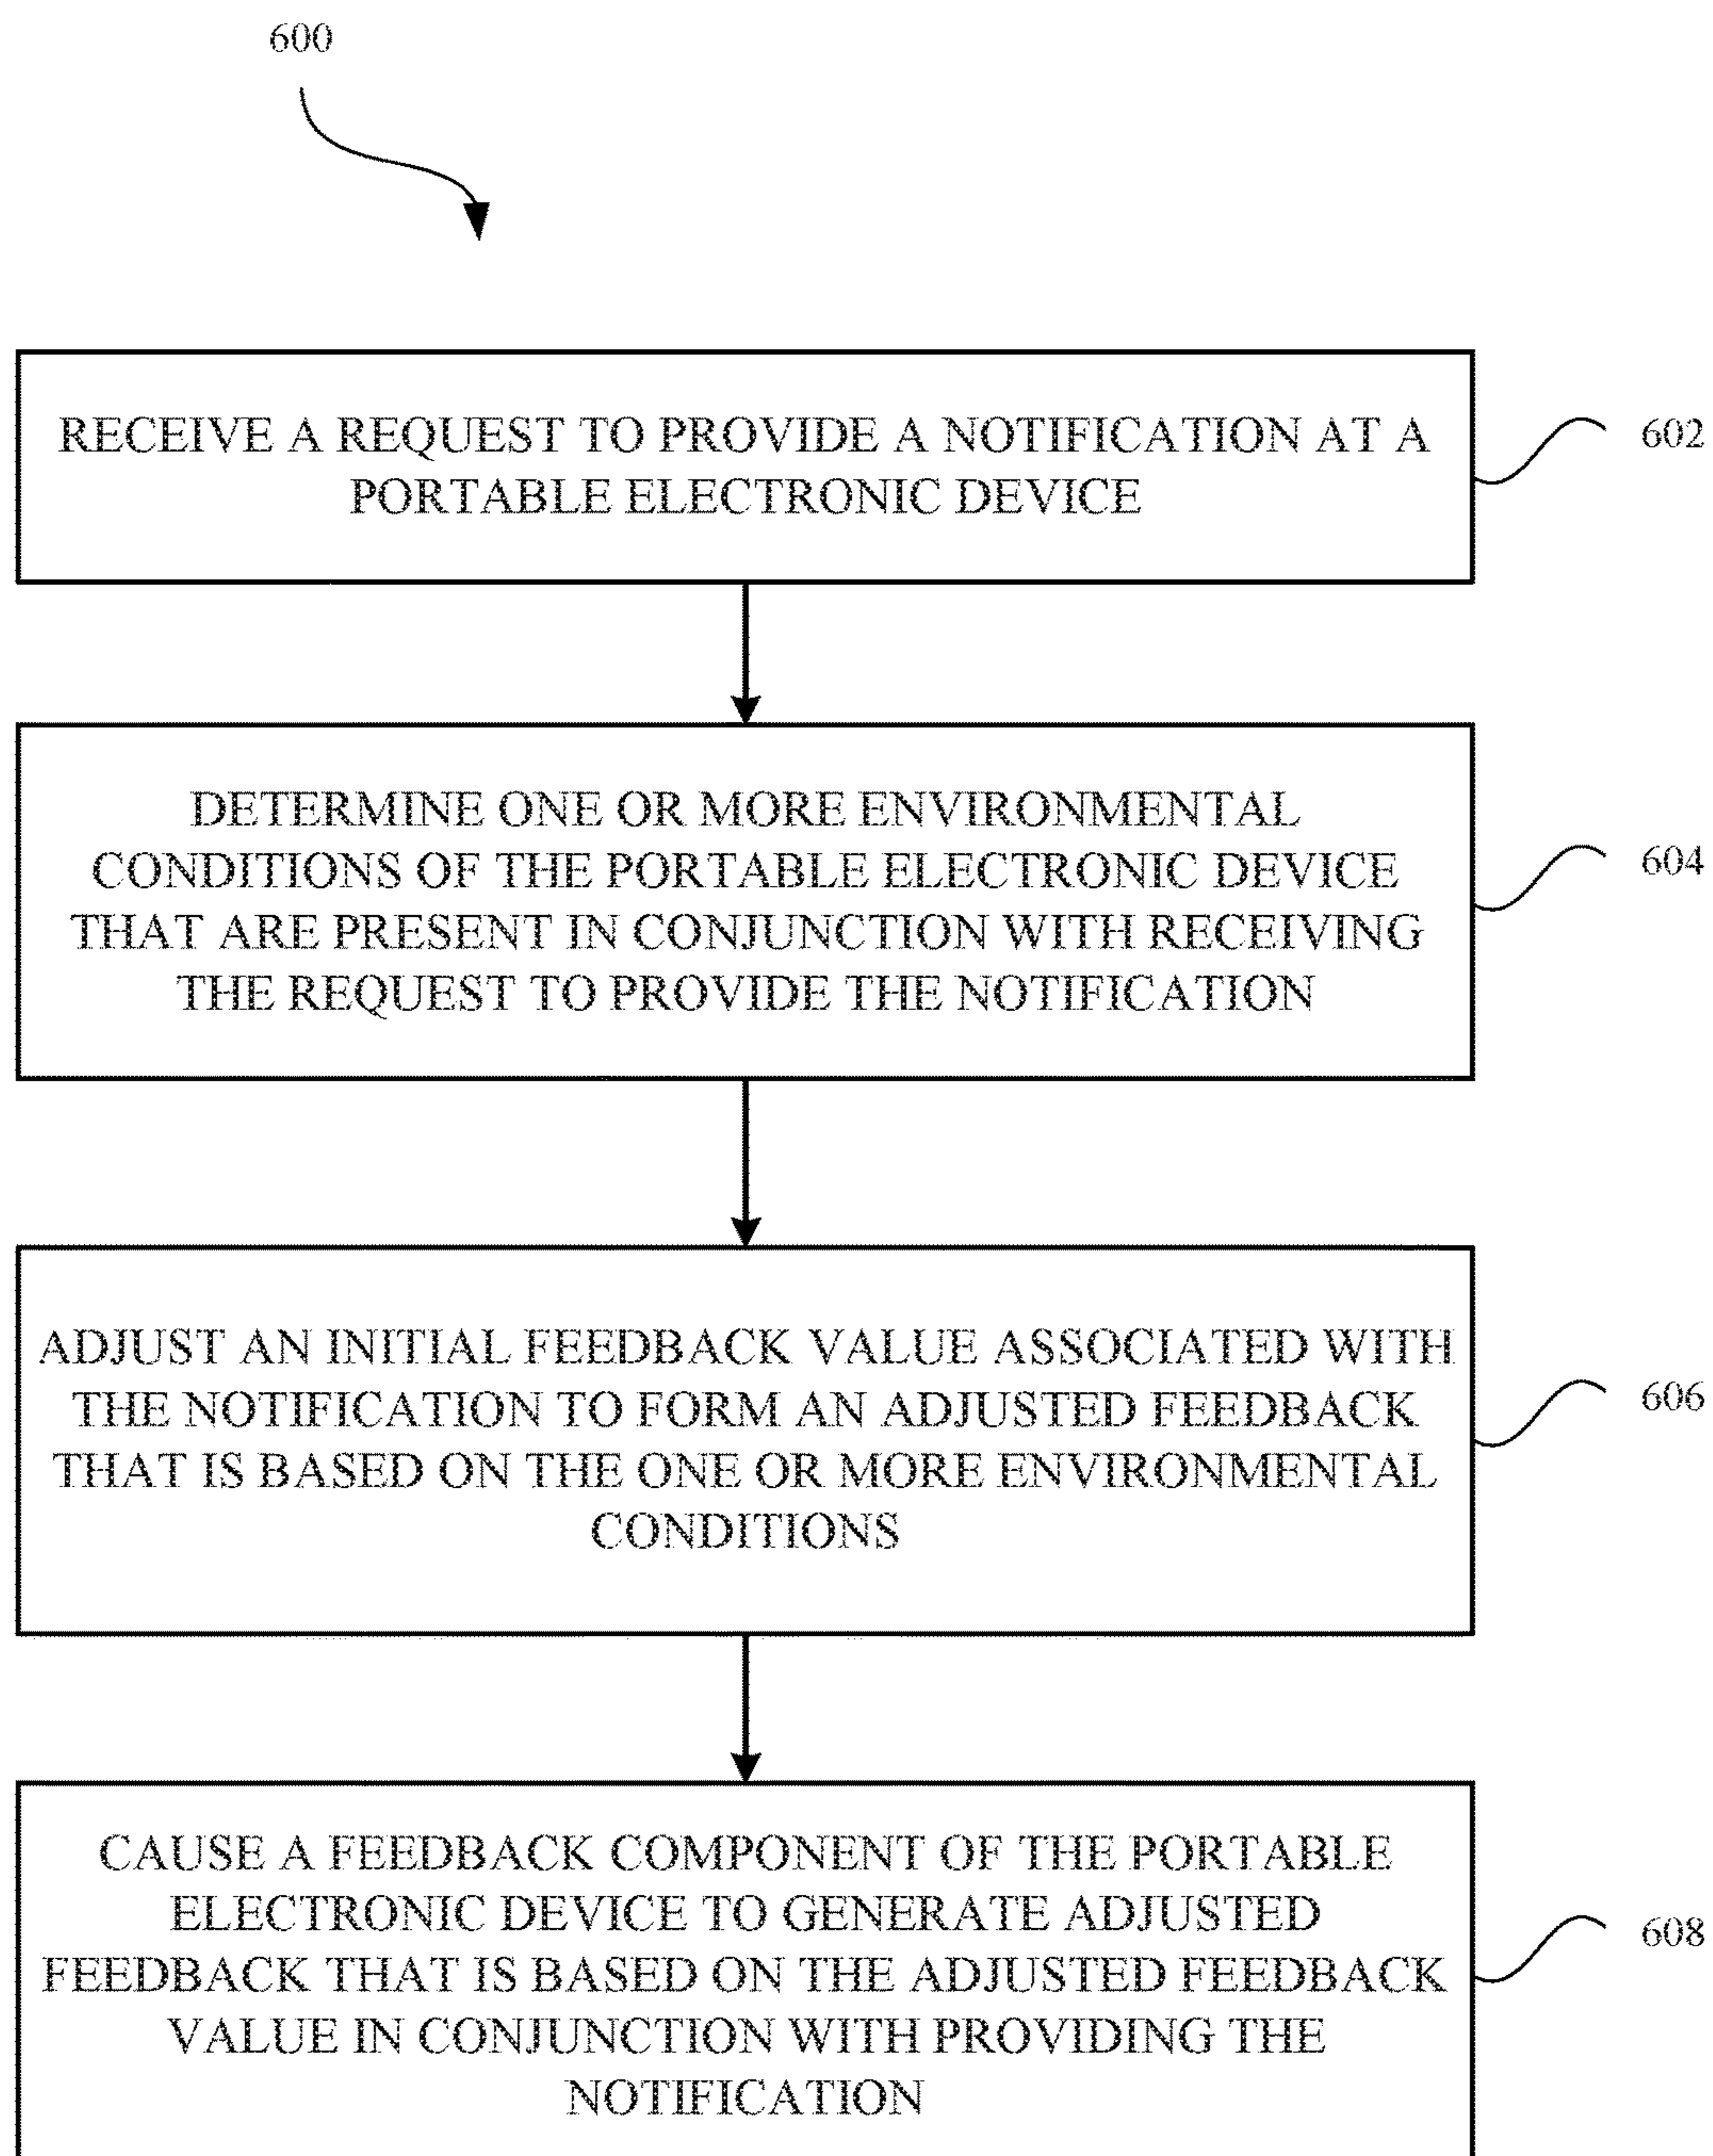 600
RECEIVE A REQUEST TO PROVIDE A NOTIFICATION AT A
PORTABLE ELECTRONIC DEVICE
602
DETERMINE ONE OR MORE ENVIRONMENTAL
CONDITIONS OF THE PORTABLE ELECTRONIC DEVICE
THAT ARE PRESENT IN CONJUNCTION WITH RECEIVING
THE REQUEST TO PROVIDE THE NOTIFICATION
604
ADJUST AN INITIAL FEEDBACK VALUE ASSOCIATED WITH
THE NOTIFICATION TO FORM AN ADJUSTED FEEDBACK
THAT IS BASED ON THE ONE OR MORE ENVIRONMENTAL
CONDITIONS
606
CAUSE A FEEDBACK COMPONENT OF THE PORTABLE
ELECTRONIC DEVICE TO GENERATE ADJUSTED
FEEDBACK THAT IS BASED ON THE ADJUSTED FEEDBACK
VALUE IN CONJUNCTION WITH PROVIDING THE
NOTIFICATION
608